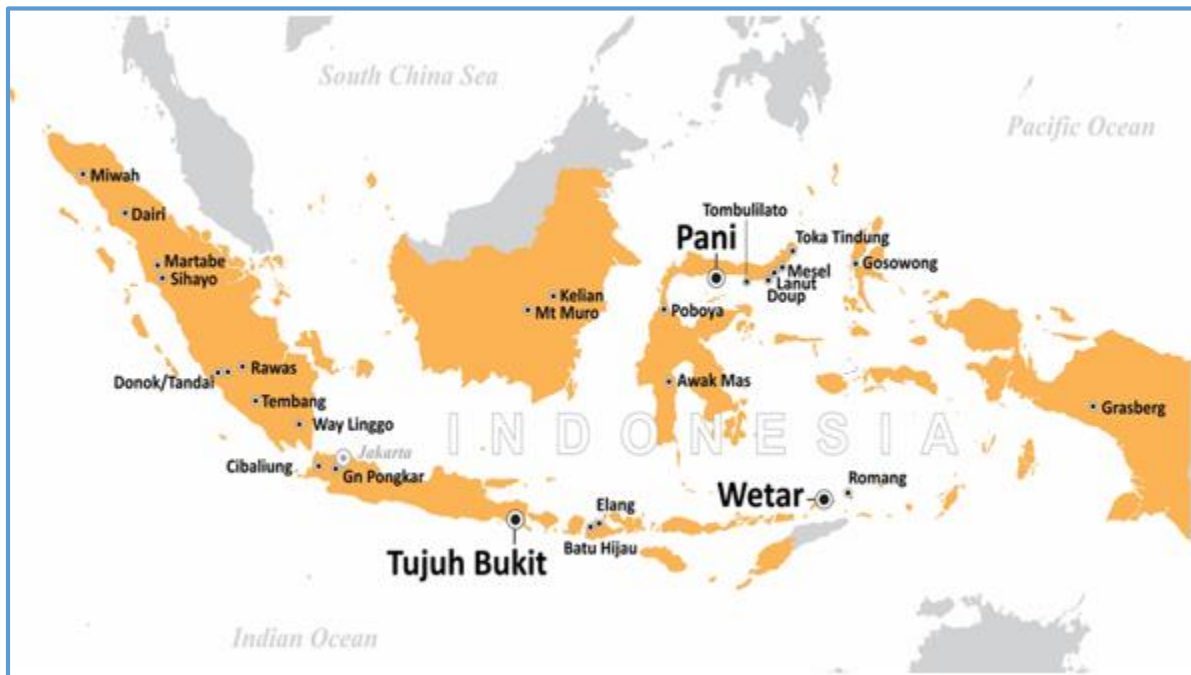 South China Sea
Pacific Ocean
Miwah
Dairi
Martabe
Sihayo
Tombulilato
Pani
Toka Tindung
Mesel
Gosowong
Lanut
Doup
Kelian
Mt Muro
Poboya
Rawas
Donok/Tandai
Awak Mas
Tembang
Grasberg
Way Linggo
INDONESIA
Jakarta
Cibaliung
Gn Pongkar
Romang
Wetar
Elang
Batu Hijau
Tujuh Bukit
Indian Ocean